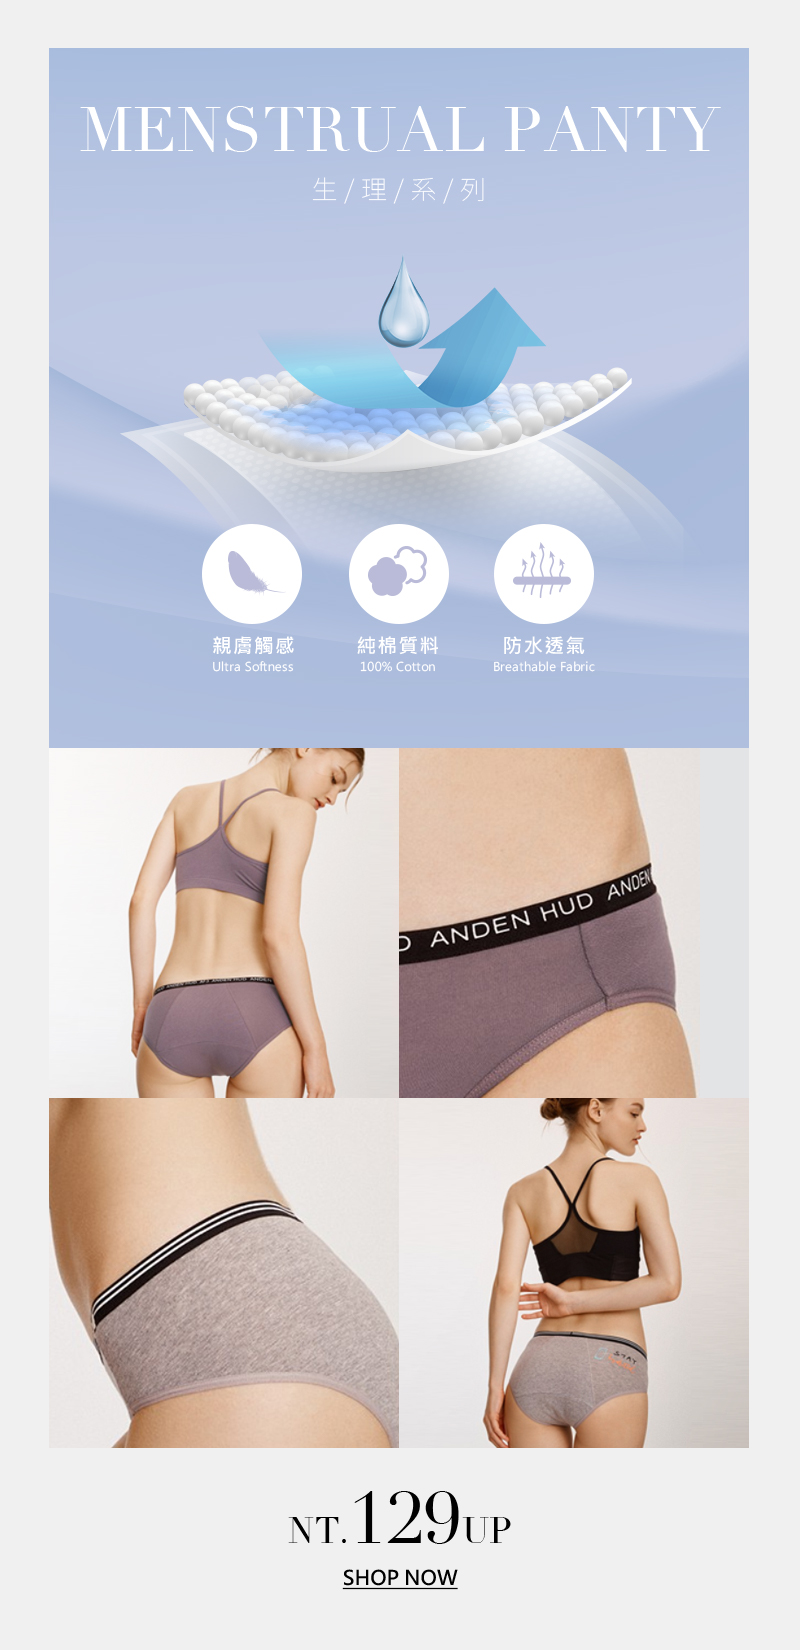 MENSTRUAL PANTY
生/理/系/列
親膚觸感
Ultra Softness
純棉質料
100% Cotton
防水透氣
Breathable Fabric
ANDEN HUD
ANDEN HUD ANDEN
STAY
NT.129UP
SHOP NOW